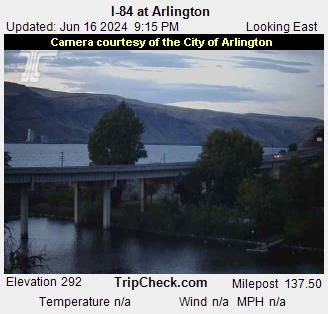 I-84 at Arlington
Updated: Jun 16 2024 9:15 PM Looking East
Camera courtesy of the City of Arlington
Elevation 292 TripCheck.com Milepost 137.50
Temperature n/a Wind n/a MPH n/a